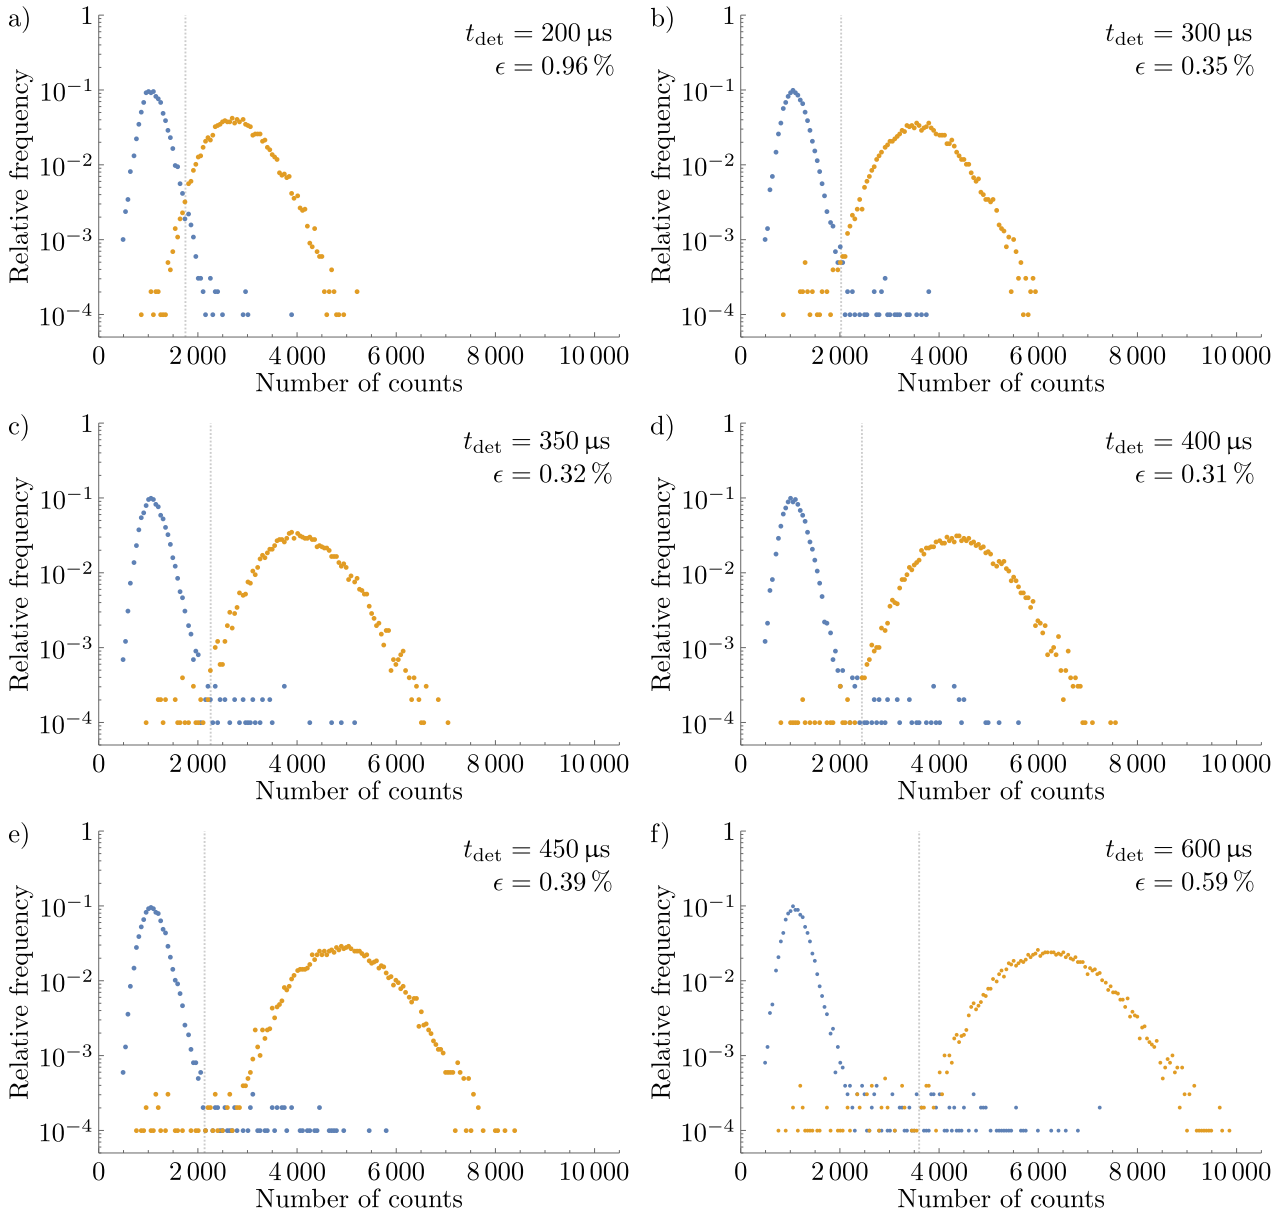 a)
t_det = 200 µs
ϵ = 0.96 %
1
10⁻¹
10⁻²
10⁻³
10⁻⁴
Relative frequency
0 2 000 4 000 6 000 8 000 10 000
Number of counts
b)
t_det = 300 µs
ϵ = 0.35 %
1
10⁻¹
10⁻²
10⁻³
10⁻⁴
Relative frequency
0 2 000 4 000 6 000 8 000 10 000
Number of counts
c)
t_det = 350 µs
ϵ = 0.32 %
1
10⁻¹
10⁻²
10⁻³
10⁻⁴
Relative frequency
0 2 000 4 000 6 000 8 000 10 000
Number of counts
d)
t_det = 400 µs
ϵ = 0.31 %
1
10⁻¹
10⁻²
10⁻³
10⁻⁴
Relative frequency
0 2 000 4 000 6 000 8 000 10 000
Number of counts
e)
t_det = 450 µs
ϵ = 0.39 %
1
10⁻¹
10⁻²
10⁻³
10⁻⁴
Relative frequency
0 2 000 4 000 6 000 8 000 10 000
Number of counts
f)
t_det = 600 µs
ϵ = 0.59 %
1
10⁻¹
10⁻²
10⁻³
10⁻⁴
Relative frequency
0 2 000 4 000 6 000 8 000 10 000
Number of counts